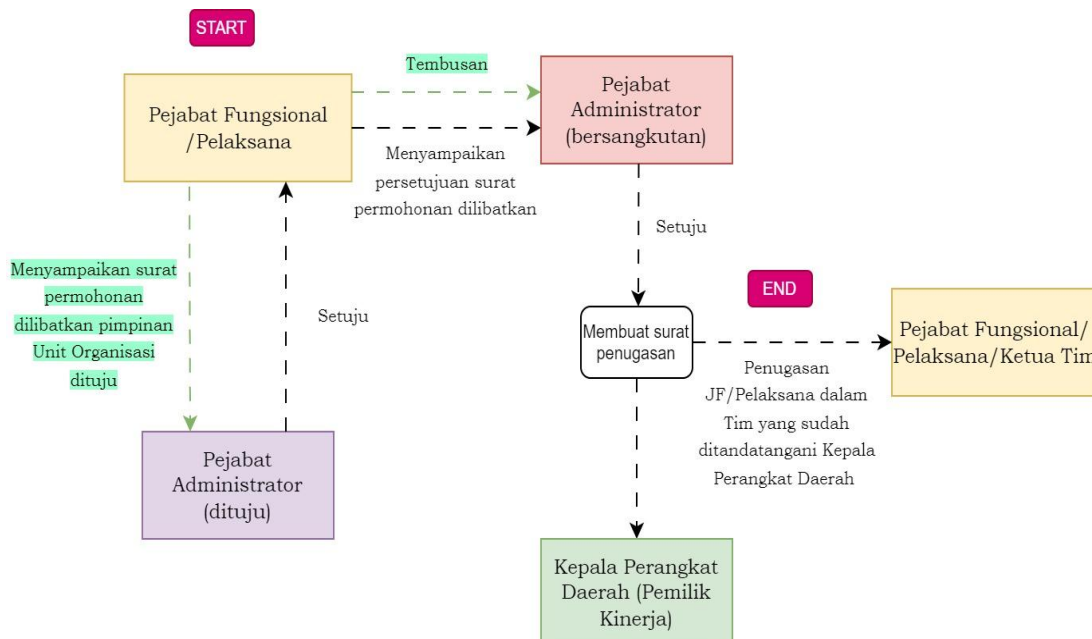 START
Pejabat Fungsional
/Pelaksana
Tembusan
Menyampaikan
persetujuan surat
permohonan dilibatkan
Pejabat
Administrator
(bersangkutan)
Menyampaikan surat
permohonan
dilibatkan pimpinan
Unit Organisasi
dituju
Setuju
Pejabat
Administrator
(dituju)
Setuju
Membuat surat
penugasan
END
Penugasan
JF/Pelaksana dalam
Tim yang sudah
ditandatangani Kepala
Perangkat Daerah
Pejabat Fungsional/
Pelaksana/Ketua Tim
Kepala Perangkat
Daerah (Pemilik
Kinerja)